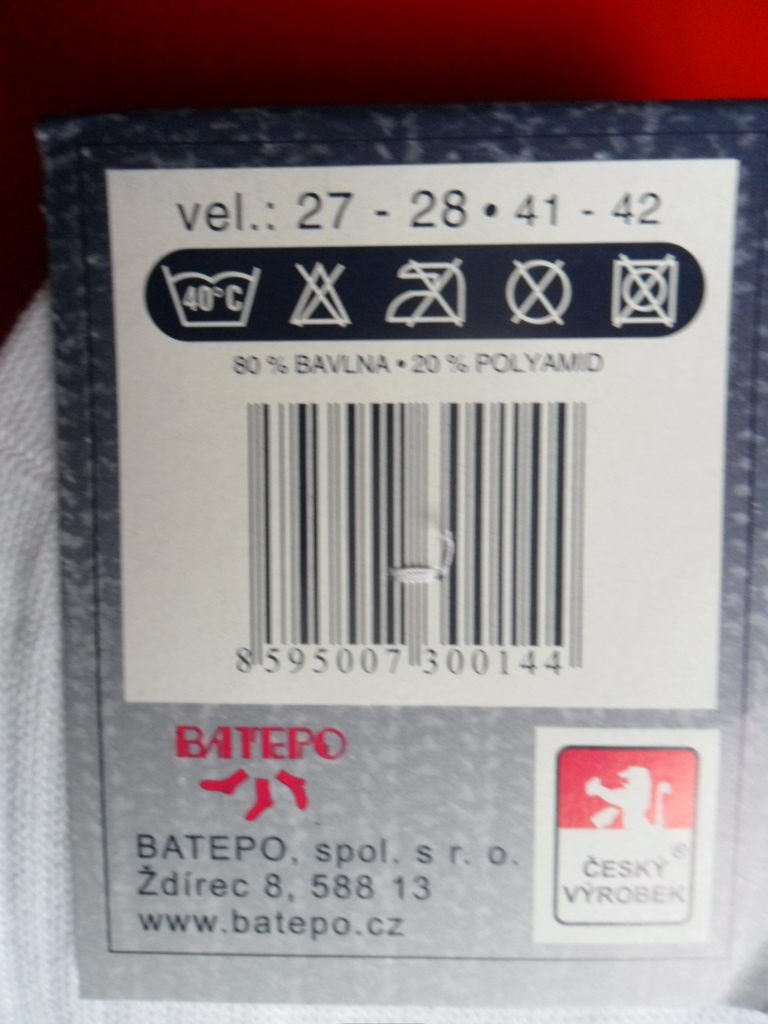 vel.: 27 - 28 • 41 - 42
40°C
80 % BAVLNA • 20 % POLYAMID
8 595007 300144
BATEPO
BATEPO, spol. s r. o.
Ždírec 8, 588 13
www.batepo.cz
ČESKÝ®
VÝROBEK